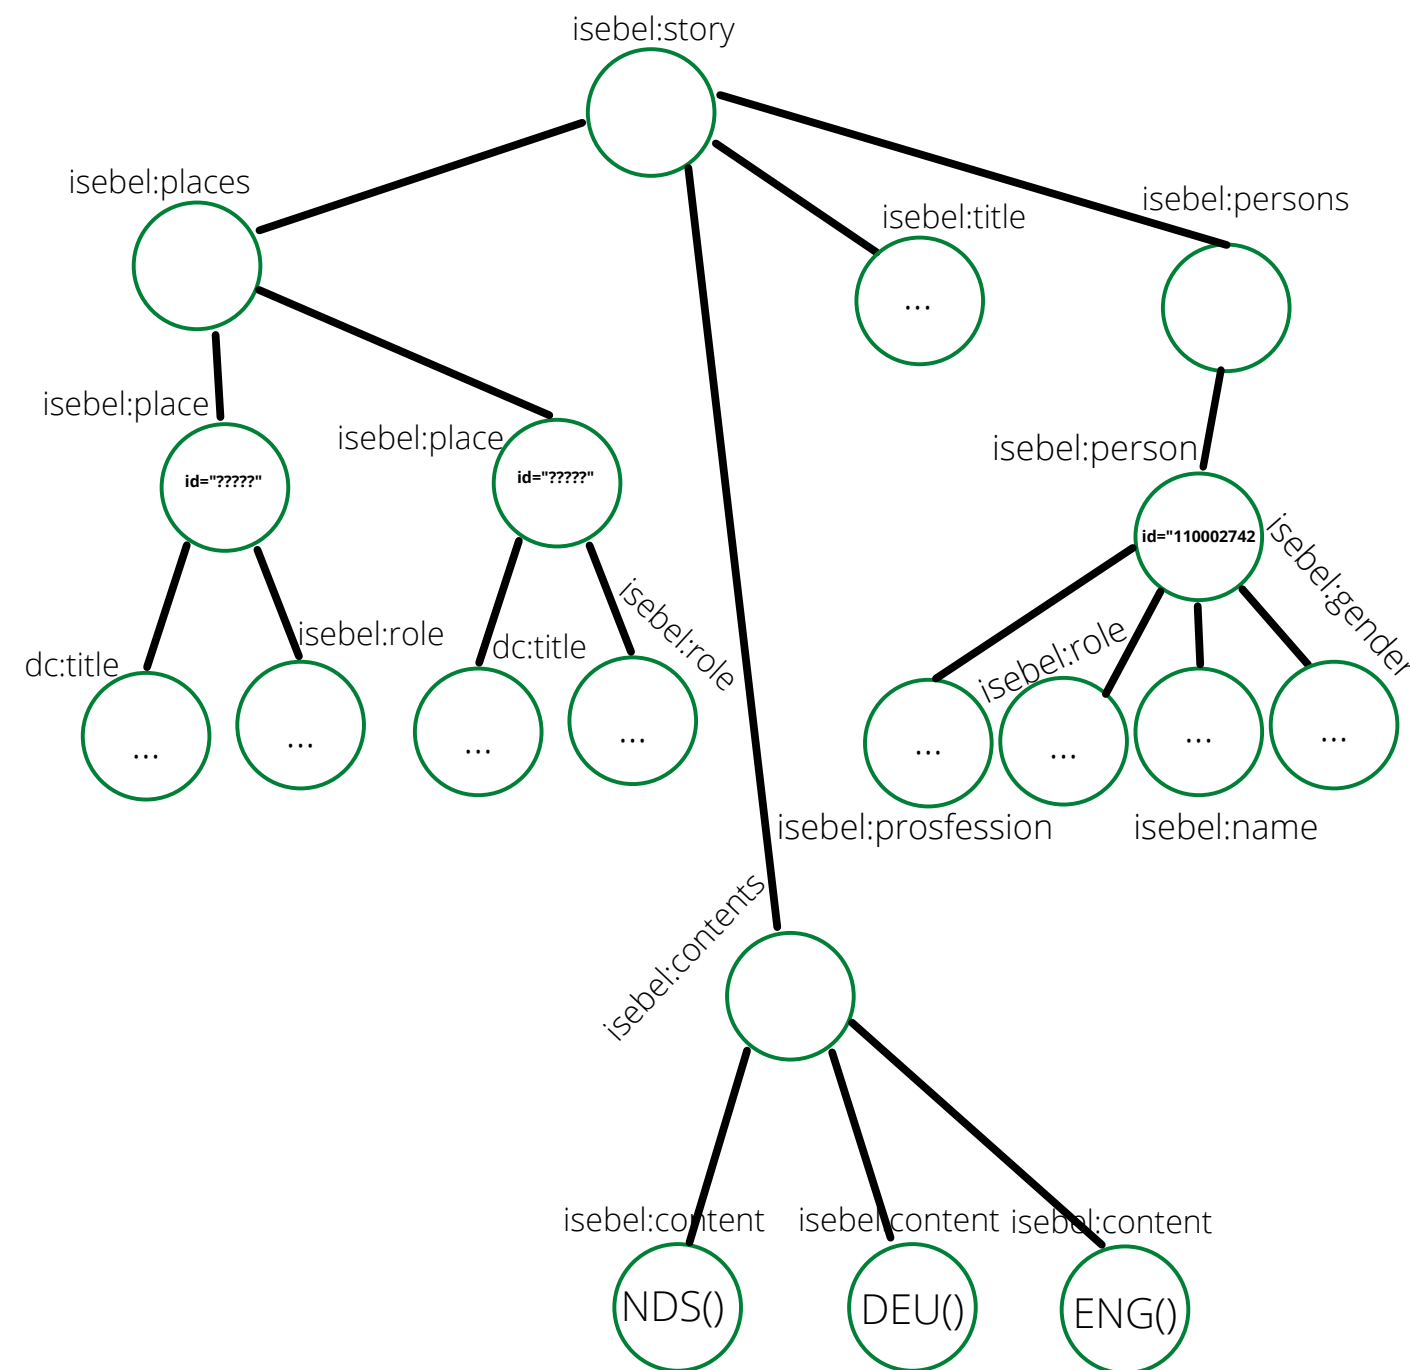 isebel:story
isebel:places
isebel:title
isebel:persons
...
isebel:place
isebel:place
isebel:person
id="?????"
id="?????"
id="110002742
isebel:gender
dc:title
isebel:role
dc:title
isebel:role
isebel:role
...
...
...
...
...
...
...
...
isebel:prosfession
isebel:name
isebel:contents
isebel:content
isebel:content
isebel:content
NDS()
DEU()
ENG()